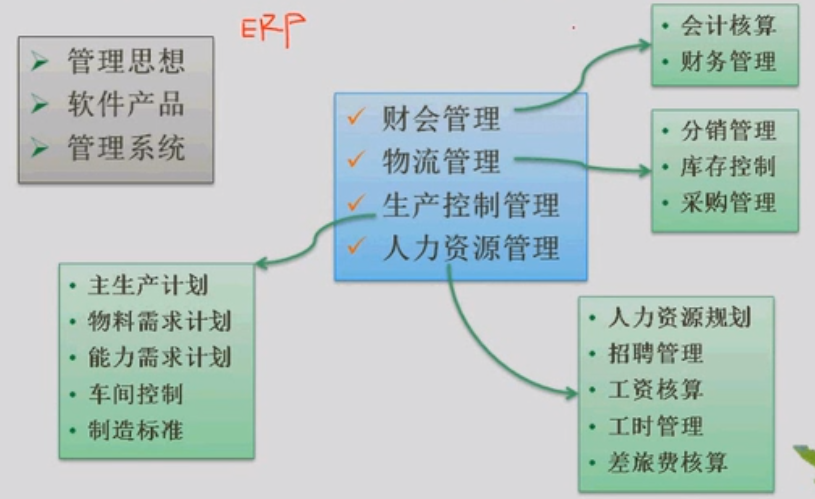 ERP
管理思想
软件产品
管理系统
财会管理
物流管理
生产控制管理
人力资源管理
会计核算
财务管理
分销管理
库存控制
采购管理
主生产计划
物料需求计划
能力需求计划
车间控制
制造标准
人力资源规划
招聘管理
工资核算
工时管理
差旅费核算